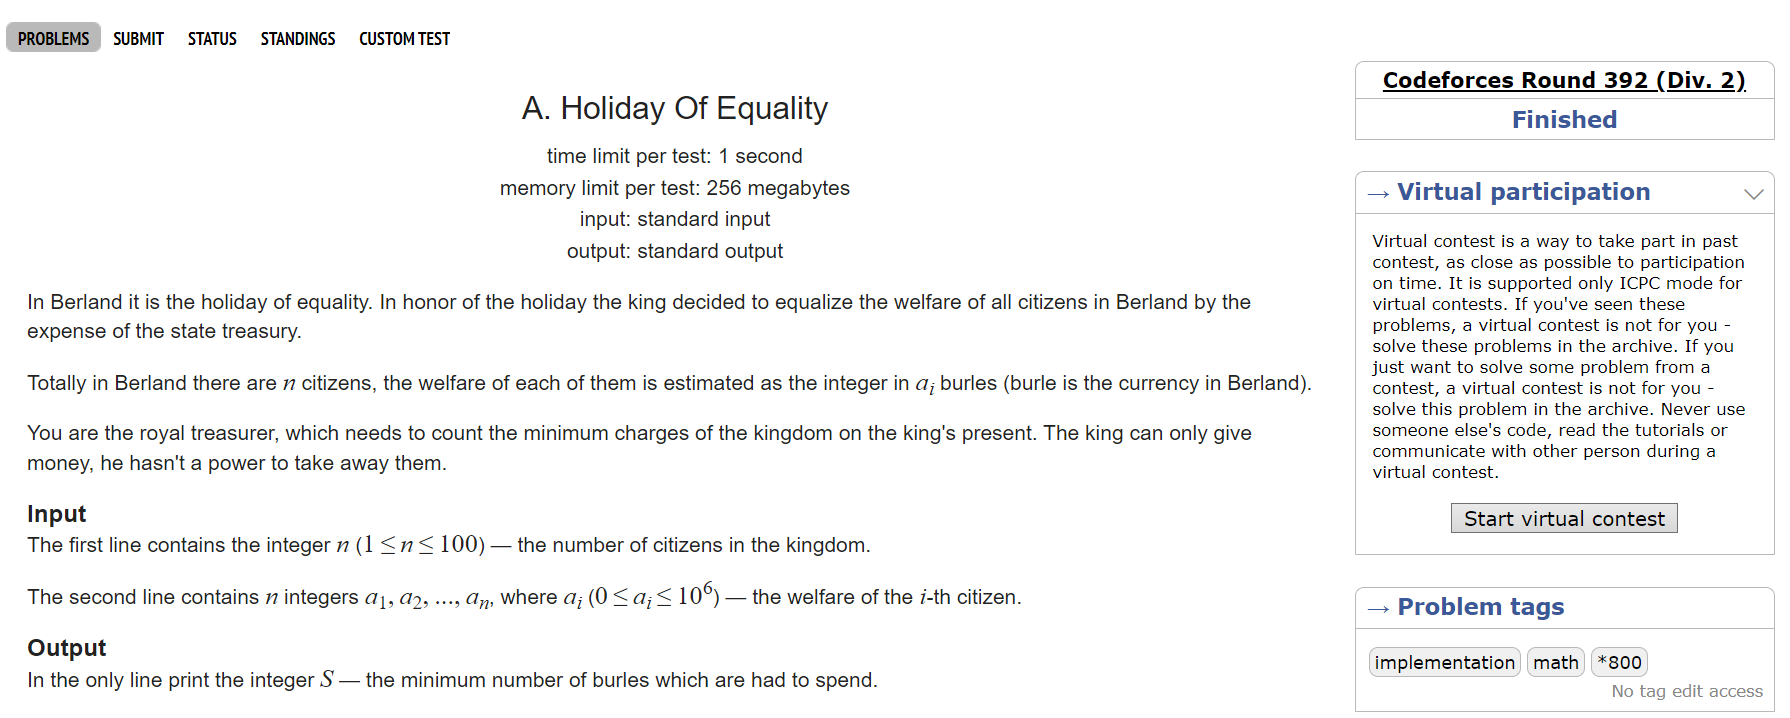 PROBLEMS SUBMIT STATUS STANDINGS CUSTOM TEST
A. Holiday Of Equality
time limit per test: 1 second
memory limit per test: 256 megabytes
input: standard input
output: standard output
In Berland it is the holiday of equality. In honor of the holiday the king decided to equalize the welfare of all citizens in Berland by the
expense of the state treasury.
Totally in Berland there are n citizens, the welfare of each of them is estimated as the integer in aᵢ burles (burle is the currency in Berland).
You are the royal treasurer, which needs to count the minimum charges of the kingdom on the king's present. The king can only give
money, he hasn't a power to take away them.
Input
The first line contains the integer n (1 ≤ n ≤ 100) — the number of citizens in the kingdom.
The second line contains n integers a₁, a₂, ..., aₙ, where aᵢ (0 ≤ aᵢ ≤ 10⁶) — the welfare of the i-th citizen.
Output
In the only line print the integer S — the minimum number of burles which are had to spend.
Codeforces Round 392 (Div. 2)
Finished
→ Virtual participation
Virtual contest is a way to take part in past
contest, as close as possible to participation
on time. It is supported only ICPC mode for
virtual contests. If you've seen these
problems, a virtual contest is not for you -
solve these problems in the archive. If you
just want to solve some problem from a
contest, a virtual contest is not for you -
solve this problem in the archive. Never use
someone else's code, read the tutorials or
communicate with other person during a
virtual contest.
Start virtual contest
→ Problem tags
implementation math *800
No tag edit access